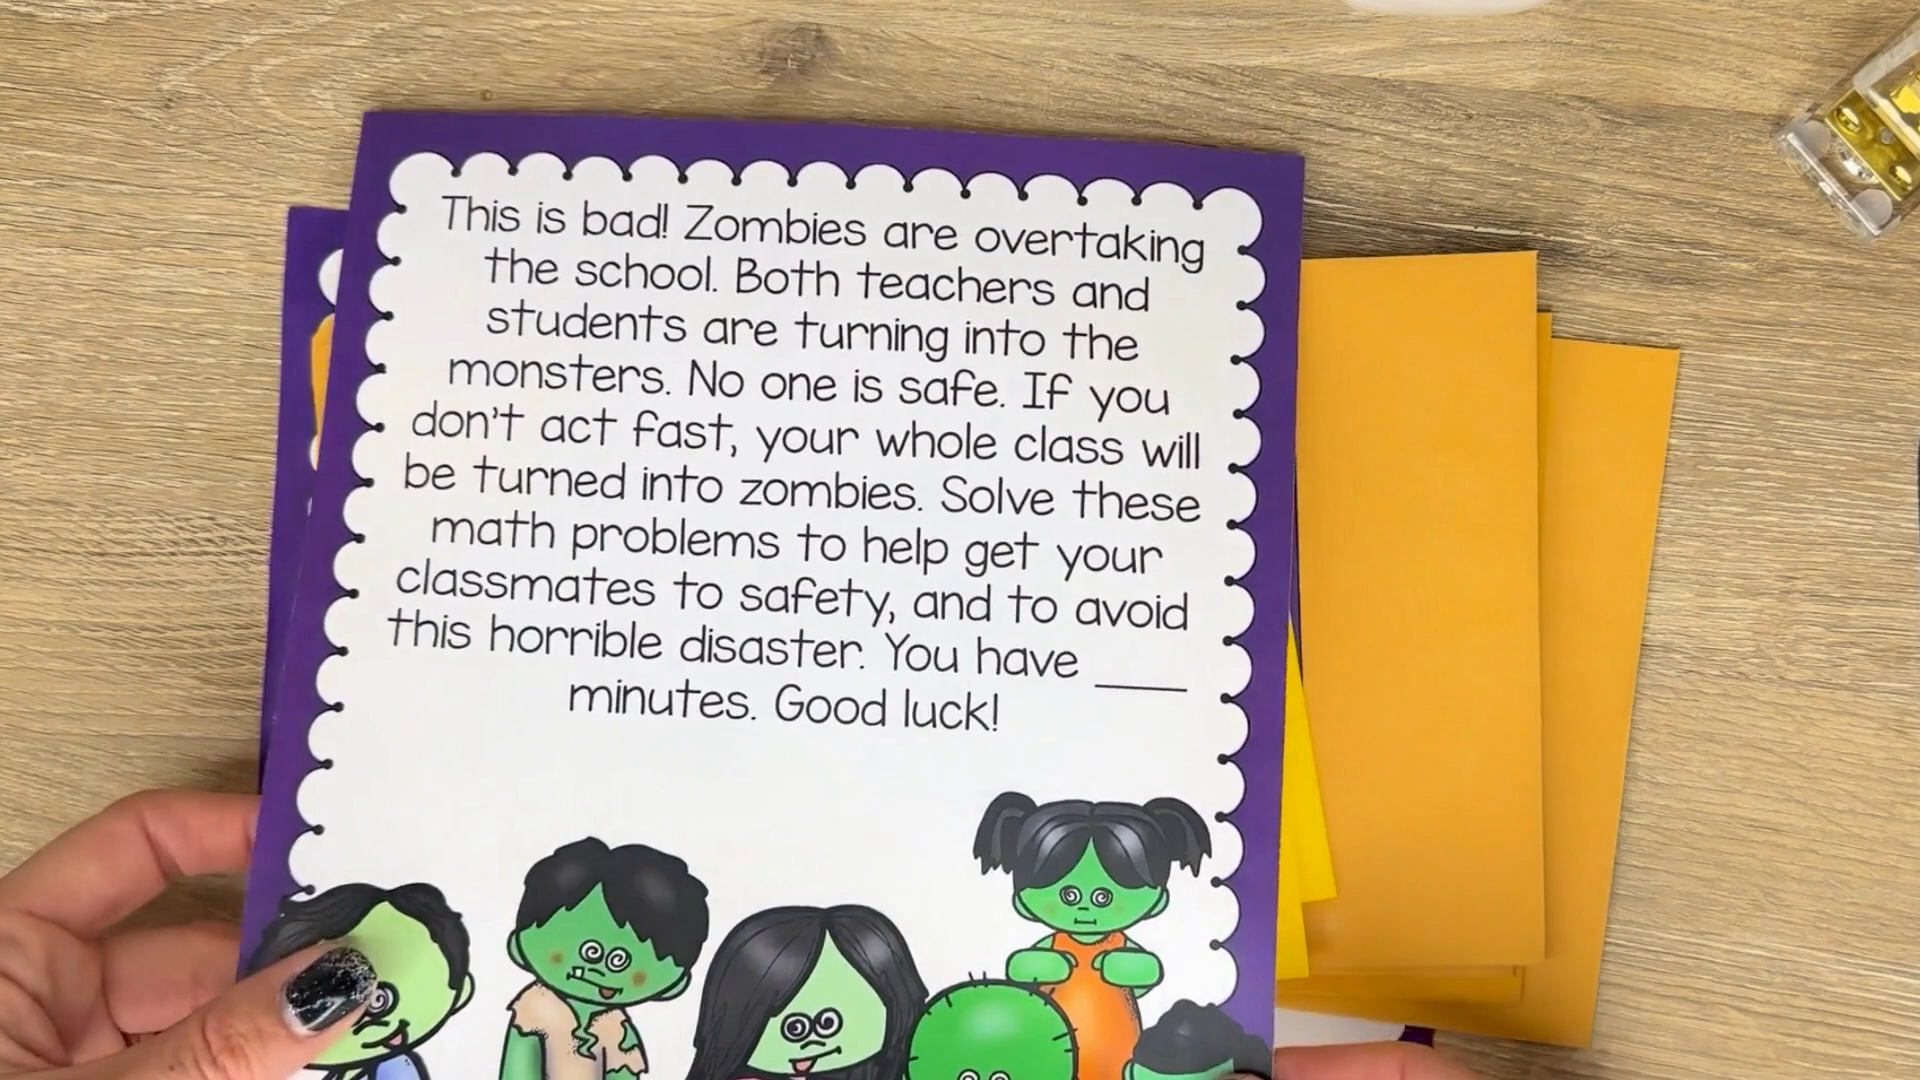 This is bad! Zombies are overtaking
the school. Both teachers and
students are turning into the
monsters. No one is safe. If you
don't act fast, your whole class will
be turned into zombies. Solve these
math problems to help get your
classmates to safety, and to avoid
this horrible disaster. You have ____
minutes. Good luck!